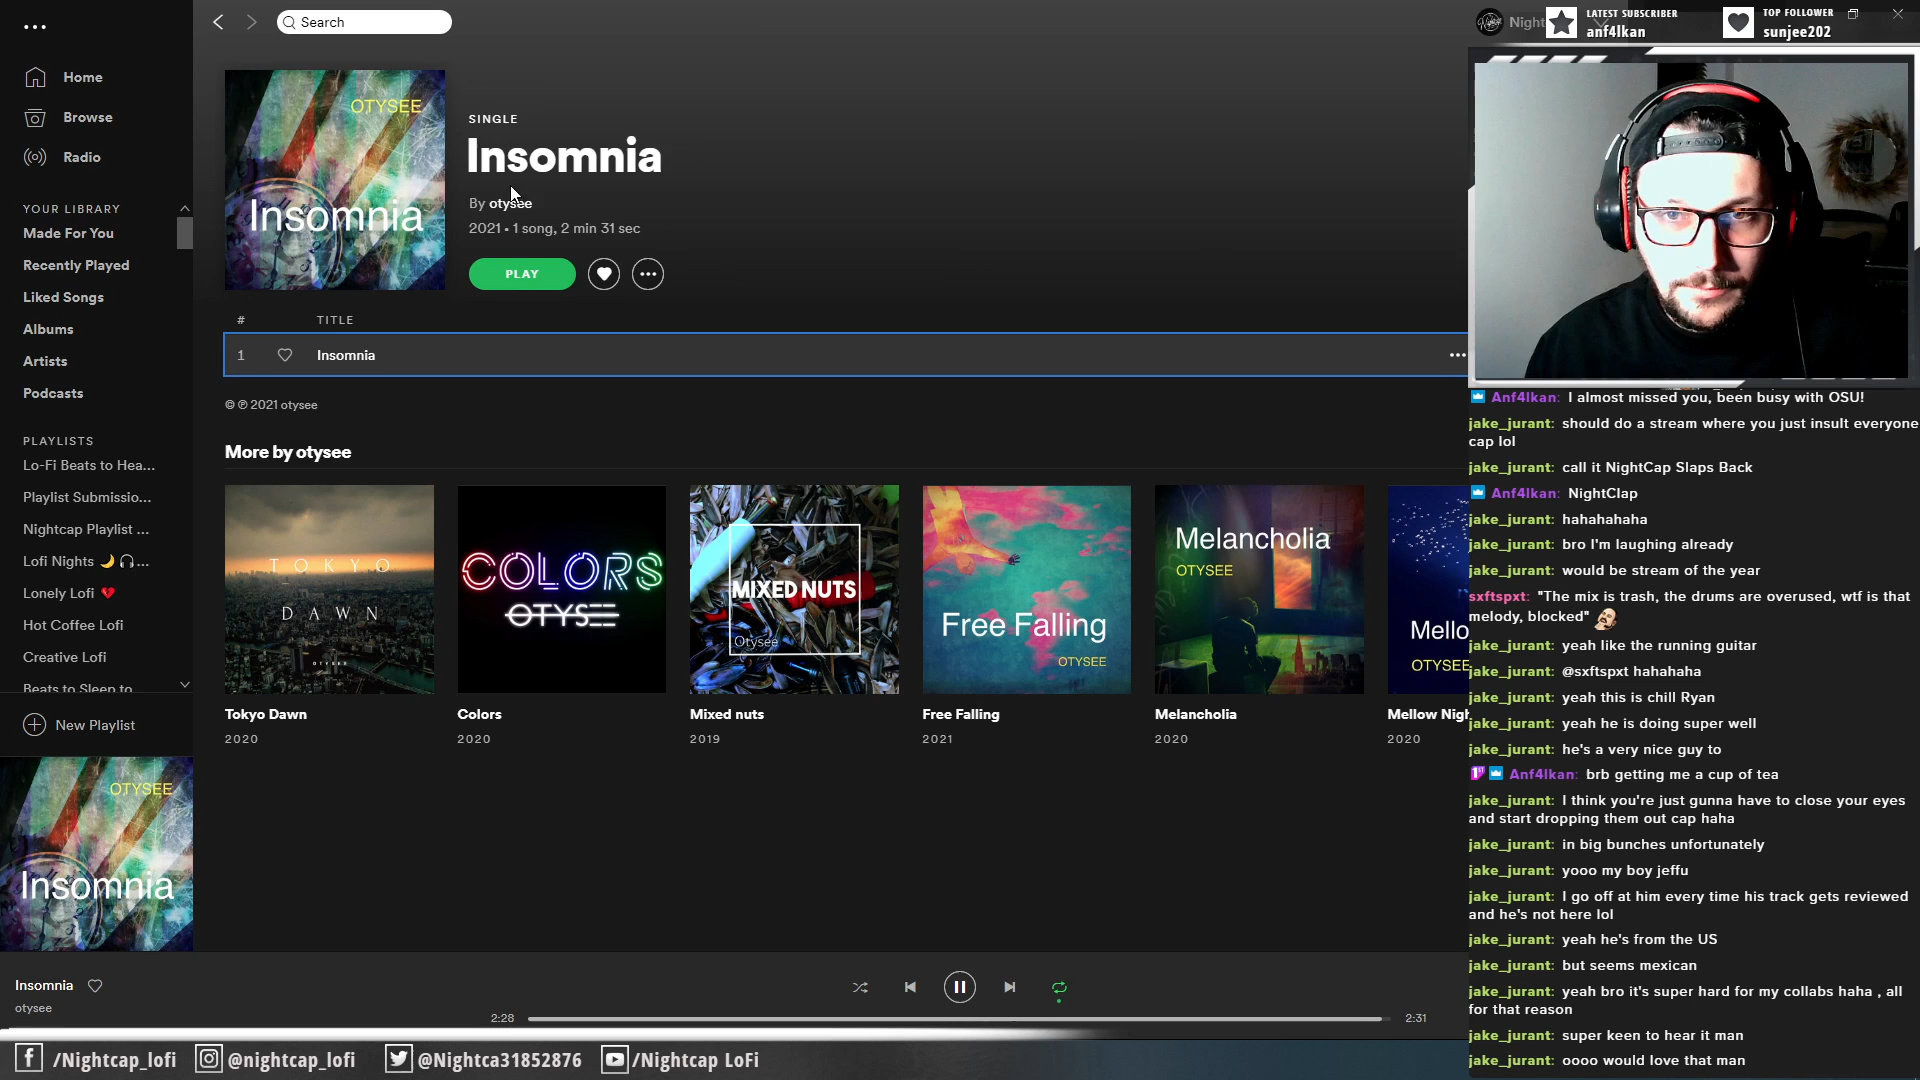 Search
Night
LATEST SUBSCRIBER
anf4lkan
TOP FOLLOWER
sunjee202
Home
Browse
Radio
YOUR LIBRARY
Made For You
Recently Played
Liked Songs
Albums
Artists
Podcasts
PLAYLISTS
Lo-Fi Beats to Hea...
Playlist Submissio...
Nightcap Playlist ...
Lofi Nights 🌙🎧...
Lonely Lofi 💔
Hot Coffee Lofi
Creative Lofi
Beats to Sleep to
New Playlist
OTYSEE
Insomnia
SINGLE
Insomnia
By otysee
2021 • 1 song, 2 min 31 sec
PLAY
# TITLE
1 Insomnia
© ℗ 2021 otysee
More by otysee
TOKYO
DAWN
OTYSEE
COLORS
OTYSEE
MIXED NUTS
Otysee
Free Falling
OTYSEE
Melancholia
OTYSEE
Mello
OTYSEE
Tokyo Dawn
2020
Colors
2020
Mixed nuts
2019
Free Falling
2021
Melancholia
2020
Mellow Nigh
2020
OTYSEE
Insomnia
Insomnia
otysee
2:28
2:31
Anf4lkan: I almost missed you, been busy with OSU!
jake_jurant: should do a stream where you just insult everyone
cap lol
jake_jurant: call it NightCap Slaps Back
Anf4lkan: NightClap
jake_jurant: hahahahaha
jake_jurant: bro I'm laughing already
jake_jurant: would be stream of the year
sxftspxt: "The mix is trash, the drums are overused, wtf is that
melody, blocked"
jake_jurant: yeah like the running guitar
jake_jurant: @sxftspxt hahahaha
jake_jurant: yeah this is chill Ryan
jake_jurant: yeah he is doing super well
jake_jurant: he's a very nice guy to
Anf4lkan: brb getting me a cup of tea
jake_jurant: I think you're just gunna have to close your eyes
and start dropping them out cap haha
jake_jurant: in big bunches unfortunately
jake_jurant: yooo my boy jeffu
jake_jurant: I go off at him every time his track gets reviewed
and he's not here lol
jake_jurant: yeah he's from the US
jake_jurant: but seems mexican
jake_jurant: yeah bro it's super hard for my collabs haha , all
for that reason
jake_jurant: super keen to hear it man
jake_jurant: oooo would love that man
/Nightcap_lofi
@nightcap_lofi
@Nightca31852876
/Nightcap LoFi